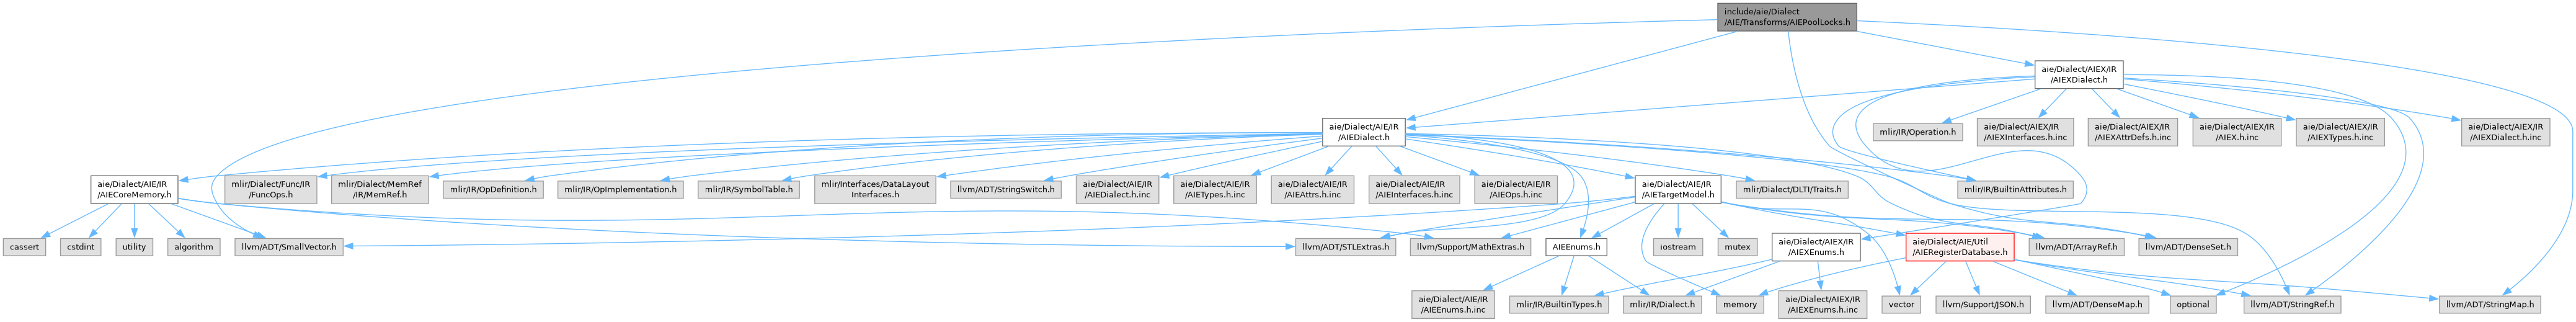 include/aie/Dialect
/AIE/Transforms/AIEPoolLocks.h
aie/Dialect/AIEX/IR
/AIEXDialect.h
aie/Dialect/AIE/IR
/AIEDialect.h
mlir/IR/Operation.h
aie/Dialect/AIEX/IR
/AIEXInterfaces.h.inc
aie/Dialect/AIEX/IR
/AIEXAttrDefs.h.inc
aie/Dialect/AIEX/IR
/AIEX.h.inc
aie/Dialect/AIEX/IR
/AIEXTypes.h.inc
aie/Dialect/AIEX/IR
/AIEXDialect.h.inc
aie/Dialect/AIE/IR
/AIECoreMemory.h
mlir/Dialect/Func/IR
/FuncOps.h
mlir/Dialect/MemRef
/IR/MemRef.h
mlir/IR/OpDefinition.h
mlir/IR/OpImplementation.h
mlir/IR/SymbolTable.h
mlir/Interfaces/DataLayout
Interfaces.h
llvm/ADT/StringSwitch.h
aie/Dialect/AIE/IR
/AIEDialect.h.inc
aie/Dialect/AIE/IR
/AIETypes.h.inc
aie/Dialect/AIE/IR
/AIEAttrs.h.inc
aie/Dialect/AIE/IR
/AIEInterfaces.h.inc
aie/Dialect/AIE/IR
/AIEOps.h.inc
aie/Dialect/AIE/IR
/AIETargetModel.h
mlir/Dialect/DLTI/Traits.h
mlir/IR/BuiltinAttributes.h
cassert
cstdint
utility
algorithm
llvm/ADT/SmallVector.h
llvm/ADT/STLExtras.h
llvm/Support/MathExtras.h
AIEEnums.h
iostream
mutex
aie/Dialect/AIEX/IR
/AIEXEnums.h
aie/Dialect/AIE/Util
/AIERegisterDatabase.h
llvm/ADT/ArrayRef.h
llvm/ADT/DenseSet.h
aie/Dialect/AIE/IR
/AIEEnums.h.inc
mlir/IR/BuiltinTypes.h
mlir/IR/Dialect.h
memory
aie/Dialect/AIEX/IR
/AIEXEnums.h.inc
vector
llvm/Support/JSON.h
llvm/ADT/DenseMap.h
optional
llvm/ADT/StringRef.h
llvm/ADT/StringMap.h